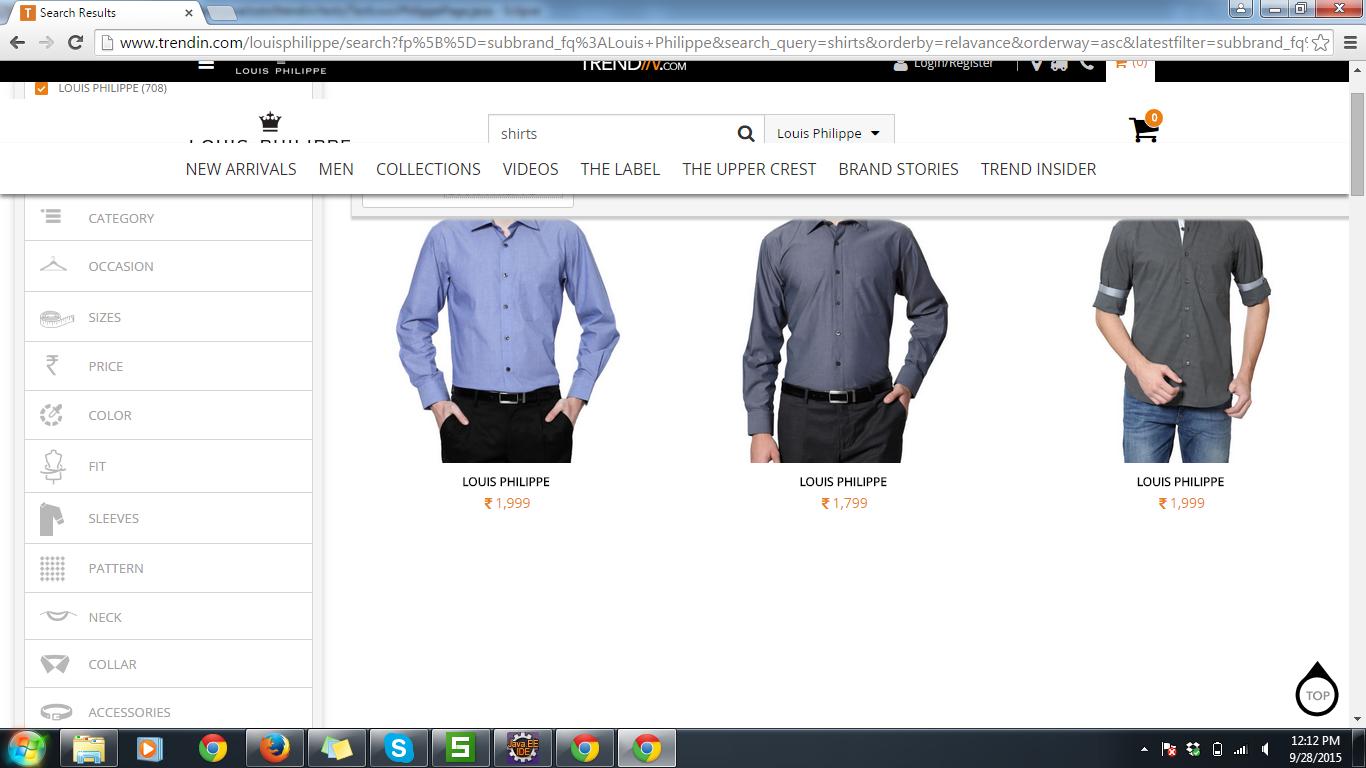 Search Results
www.trendin.com/louisphilippe/search?fp%5B%5D=subbrand_fq%3ALouis+Philippe&search_query=shirts&orderby=relavance&orderway=asc&latestfilter=subbrand_fq%
LOUIS PHILIPPE
TRENDIN.COM
Login/Register
(0)
LOUIS PHILIPPE (708)
LOUIS PHILIPPE
shirts
Louis Philippe
0
NEW ARRIVALS MEN COLLECTIONS VIDEOS THE LABEL THE UPPER CREST BRAND STORIES TREND INSIDER
CATEGORY
OCCASION
SIZES
PRICE
COLOR
FIT
SLEEVES
PATTERN
NECK
COLLAR
ACCESSORIES
LOUIS PHILIPPE
₹ 1,999
LOUIS PHILIPPE
₹ 1,799
LOUIS PHILIPPE
₹ 1,999
TOP
Java EE
IDE
12:12 PM
9/28/2015